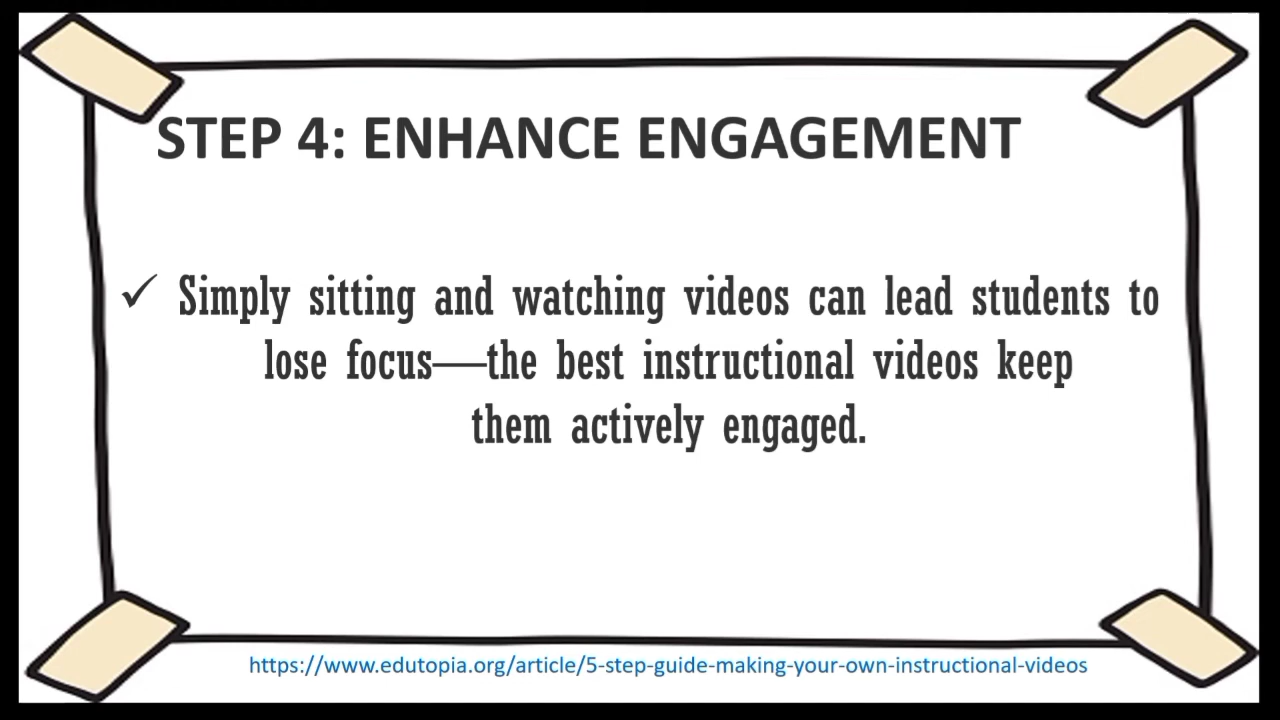 STEP 4: ENHANCE ENGAGEMENT
✓ Simply sitting and watching videos can lead students to
lose focus—the best instructional videos keep
them actively engaged.
https://www.edutopia.org/article/5-step-guide-making-your-own-instructional-videos